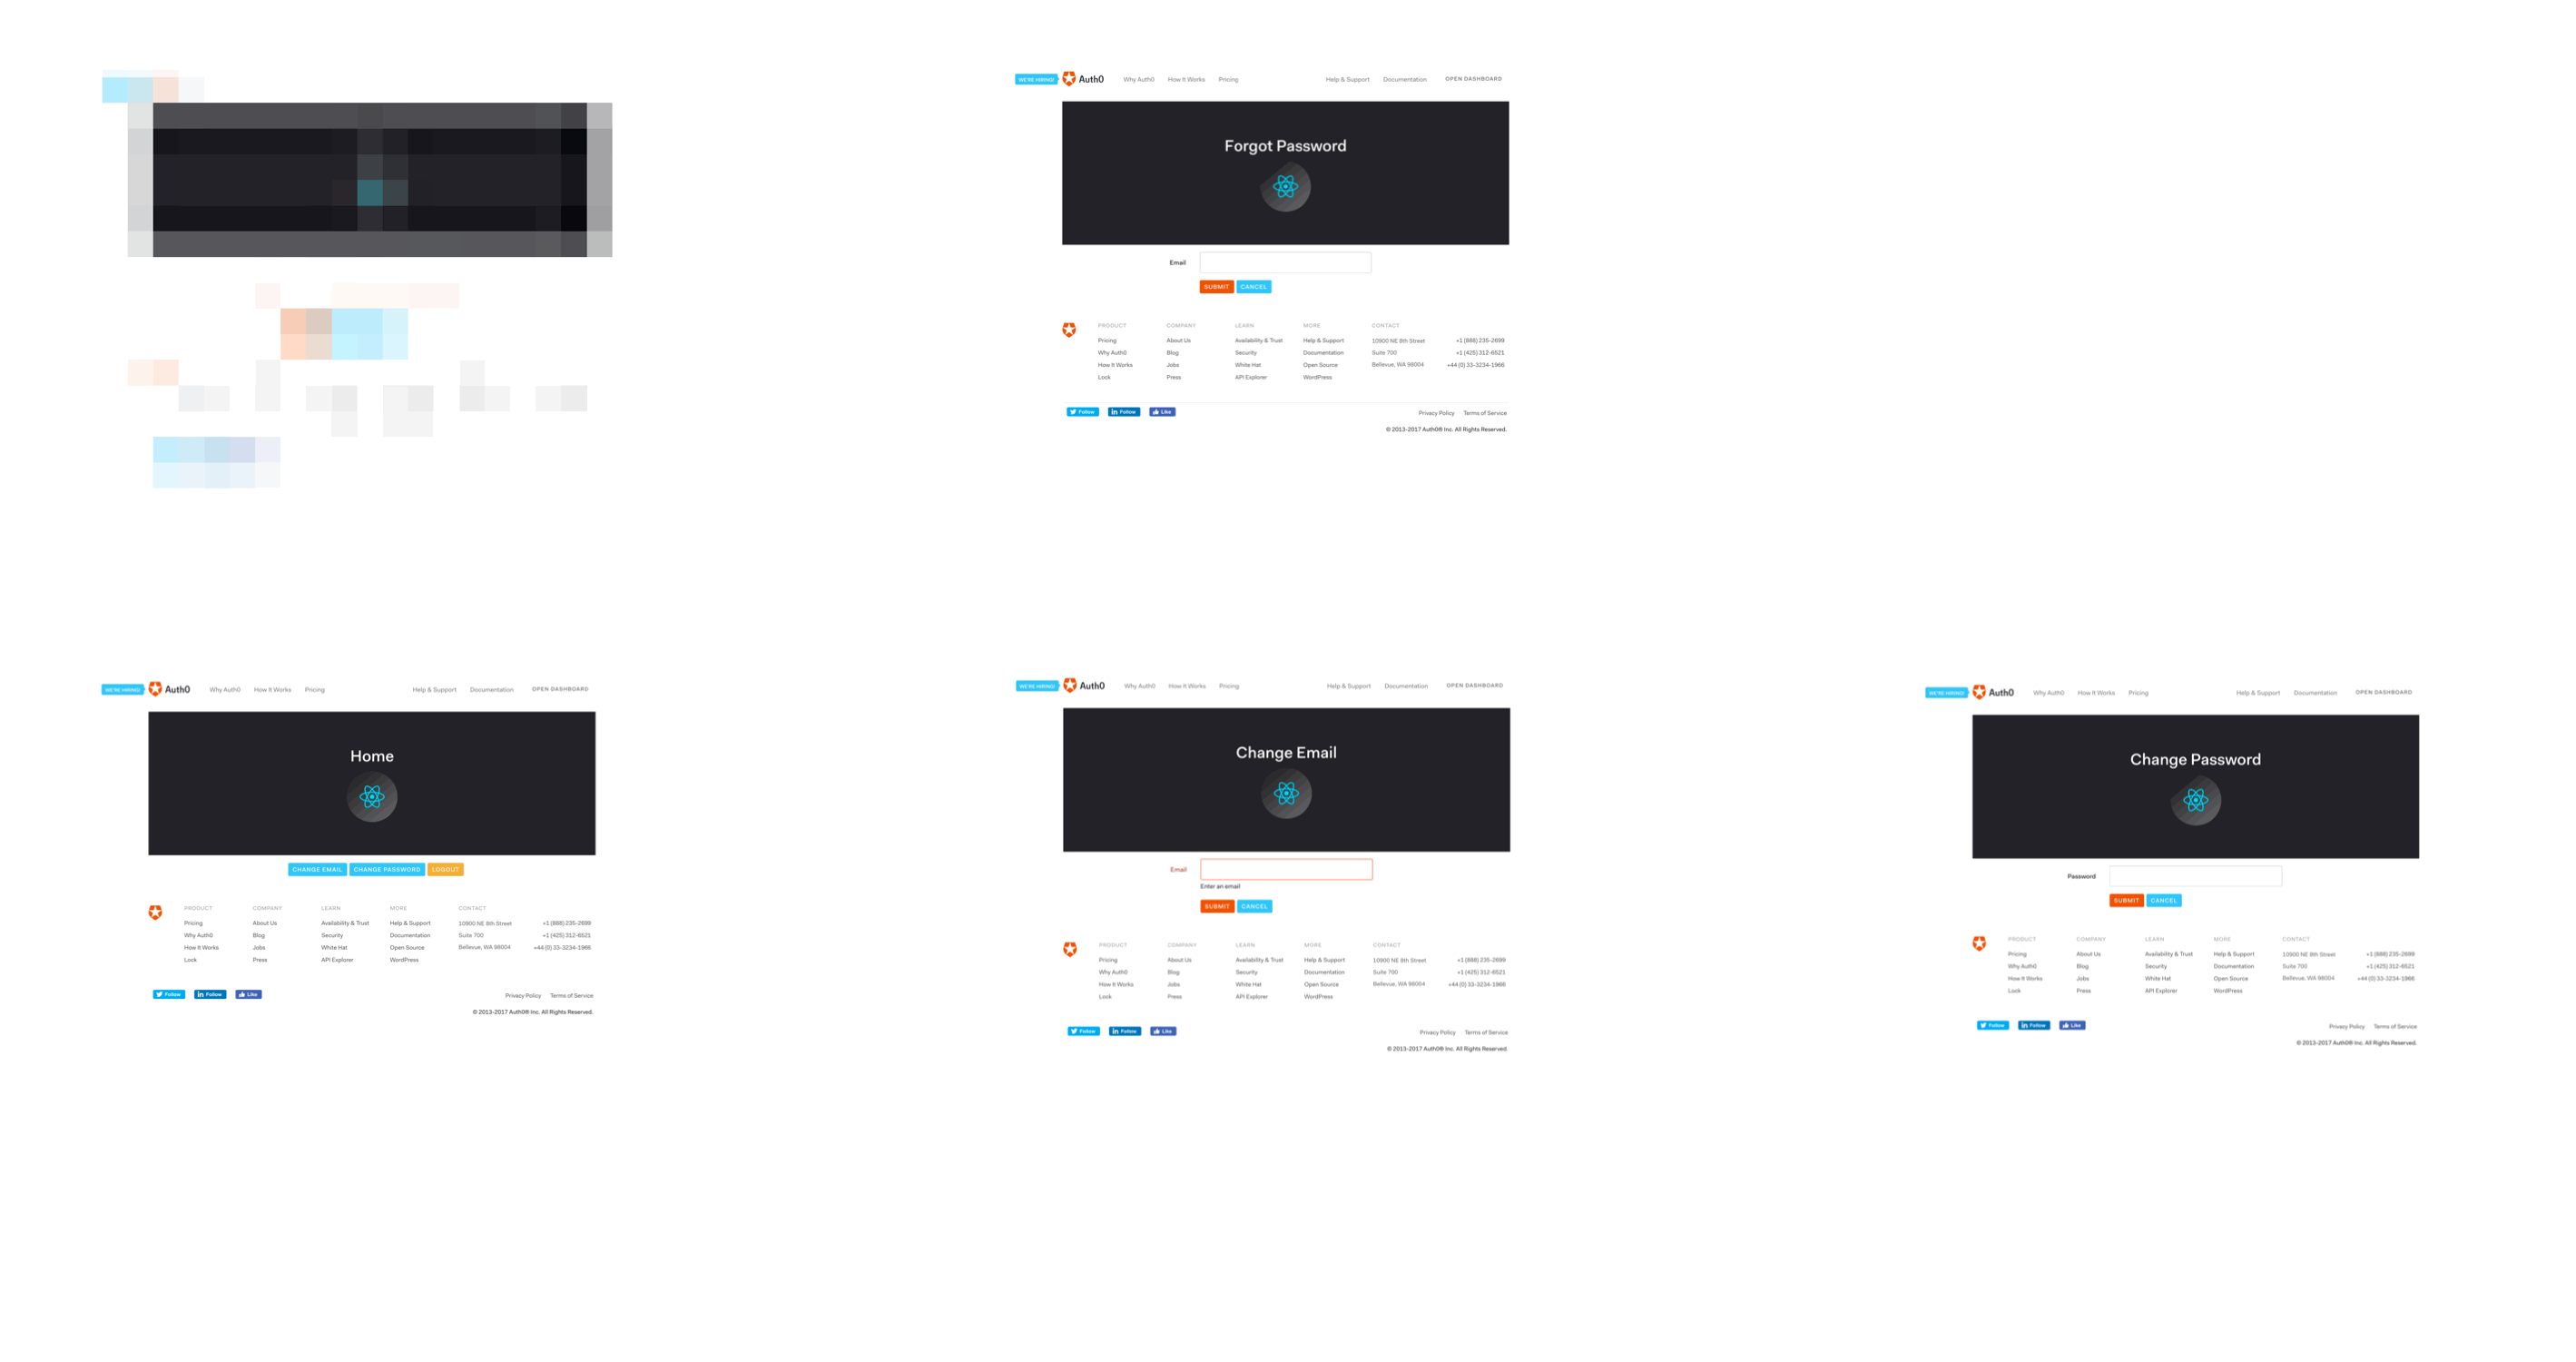 WE'RE HIRING! Auth0 Why Auth0 How It Works Pricing Help & Support Documentation OPEN DASHBOARD
Forgot Password
Email
SUBMIT CANCEL
PRODUCT COMPANY LEARN MORE CONTACT
Pricing About Us Availability & Trust Help & Support 10900 NE 8th Street +1 (888) 235-2699
Why Auth0 Blog Security Documentation Suite 700 +1 (425) 312-6521
How It Works Jobs White Hat Open Source Bellevue, WA 98004 +44 (0) 33-3234-1966
Lock Press API Explorer WordPress
Follow Follow Like Privacy Policy Terms of Service
© 2013-2017 Auth0® Inc. All Rights Reserved.
WE'RE HIRING! Auth0 Why Auth0 How It Works Pricing Help & Support Documentation OPEN DASHBOARD
Home
CHANGE EMAIL CHANGE PASSWORD LOGOUT
PRODUCT COMPANY LEARN MORE CONTACT
Pricing About Us Availability & Trust Help & Support 10900 NE 8th Street +1 (888) 235-2699
Why Auth0 Blog Security Documentation Suite 700 +1 (425) 312-6521
How It Works Jobs White Hat Open Source Bellevue, WA 98004 +44 (0) 33-3234-1966
Lock Press API Explorer WordPress
Follow Follow Like Privacy Policy Terms of Service
© 2013-2017 Auth0® Inc. All Rights Reserved.
WE'RE HIRING! Auth0 Why Auth0 How It Works Pricing Help & Support Documentation OPEN DASHBOARD
Change Email
Email
Enter an email
SUBMIT CANCEL
PRODUCT COMPANY LEARN MORE CONTACT
Pricing About Us Availability & Trust Help & Support 10900 NE 8th Street +1 (888) 235-2699
Why Auth0 Blog Security Documentation Suite 700 +1 (425) 312-6521
How It Works Jobs White Hat Open Source Bellevue, WA 98004 +44 (0) 33-3234-1966
Lock Press API Explorer WordPress
Follow Follow Like Privacy Policy Terms of Service
© 2013-2017 Auth0® Inc. All Rights Reserved.
WE'RE HIRING! Auth0 Why Auth0 How It Works Pricing Help & Support Documentation OPEN DASHBOARD
Change Password
Password
SUBMIT CANCEL
PRODUCT COMPANY LEARN MORE CONTACT
Pricing About Us Availability & Trust Help & Support 10900 NE 8th Street +1 (888) 235-2699
Why Auth0 Blog Security Documentation Suite 700 +1 (425) 312-6521
How It Works Jobs White Hat Open Source Bellevue, WA 98004 +44 (0) 33-3234-1966
Lock Press API Explorer WordPress
Follow Follow Like Privacy Policy Terms of Service
© 2013-2017 Auth0® Inc. All Rights Reserved.